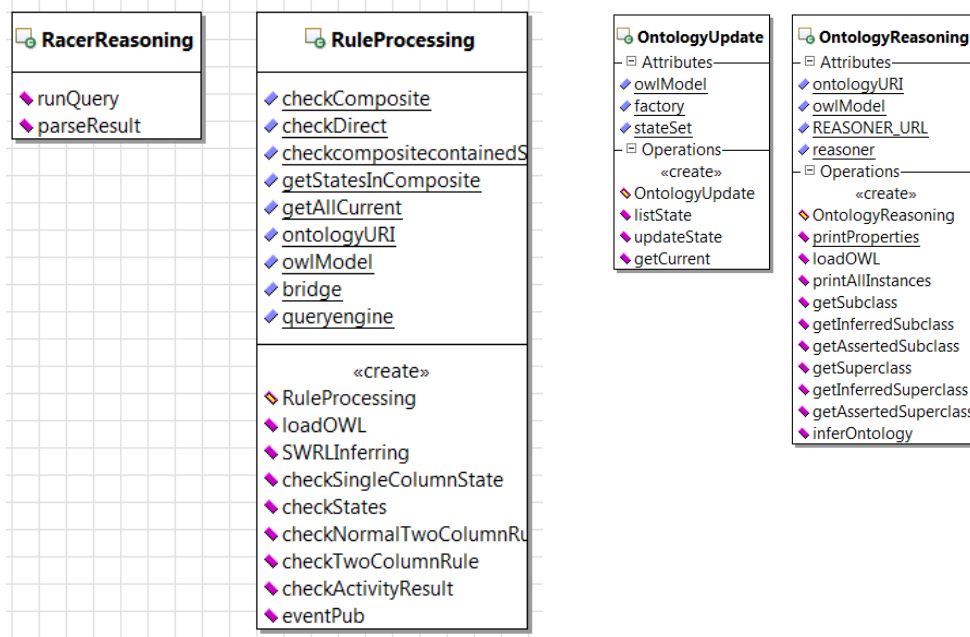 RacerReasoning
runQuery
parseResult
RuleProcessing
checkComposite
checkDirect
checkcompositecontainedS
getStatesInComposite
getAllCurrent
ontologyURI
owlModel
bridge
queryengine
«create»
RuleProcessing
loadOWL
SWRLInferring
checkSingleColumnState
checkStates
checkNormalTwoColumnRu
checkTwoColumnRule
checkActivityResult
eventPub
OntologyUpdate
Attributes
owlModel
factory
stateSet
Operations
«create»
OntologyUpdate
listState
updateState
getCurrent
OntologyReasoning
Attributes
ontologyURI
owlModel
REASONER_URL
reasoner
Operations
«create»
OntologyReasoning
printProperties
loadOWL
printAllInstances
getSubclass
getInferredSubclass
getAssertedSubclass
getSuperclass
getInferredSuperclass
getAssertedSuperclass
inferOntology